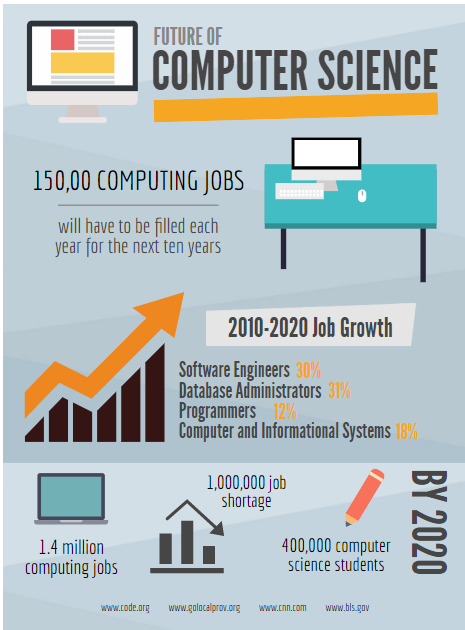 FUTURE OF
COMPUTER SCIENCE
150,00 COMPUTING JOBS
will have to be filled each
year for the next ten years
2010-2020 Job Growth
Software Engineers 30%
Database Administrators 31%
Programmers 12%
Computer and Informational Systems 18%
1.4 million
computing jobs
1,000,000 job
shortage
400,000 computer
science students
BY 2020
www.code.org www.golocalprov.org www.cnn.com www.bls.gov